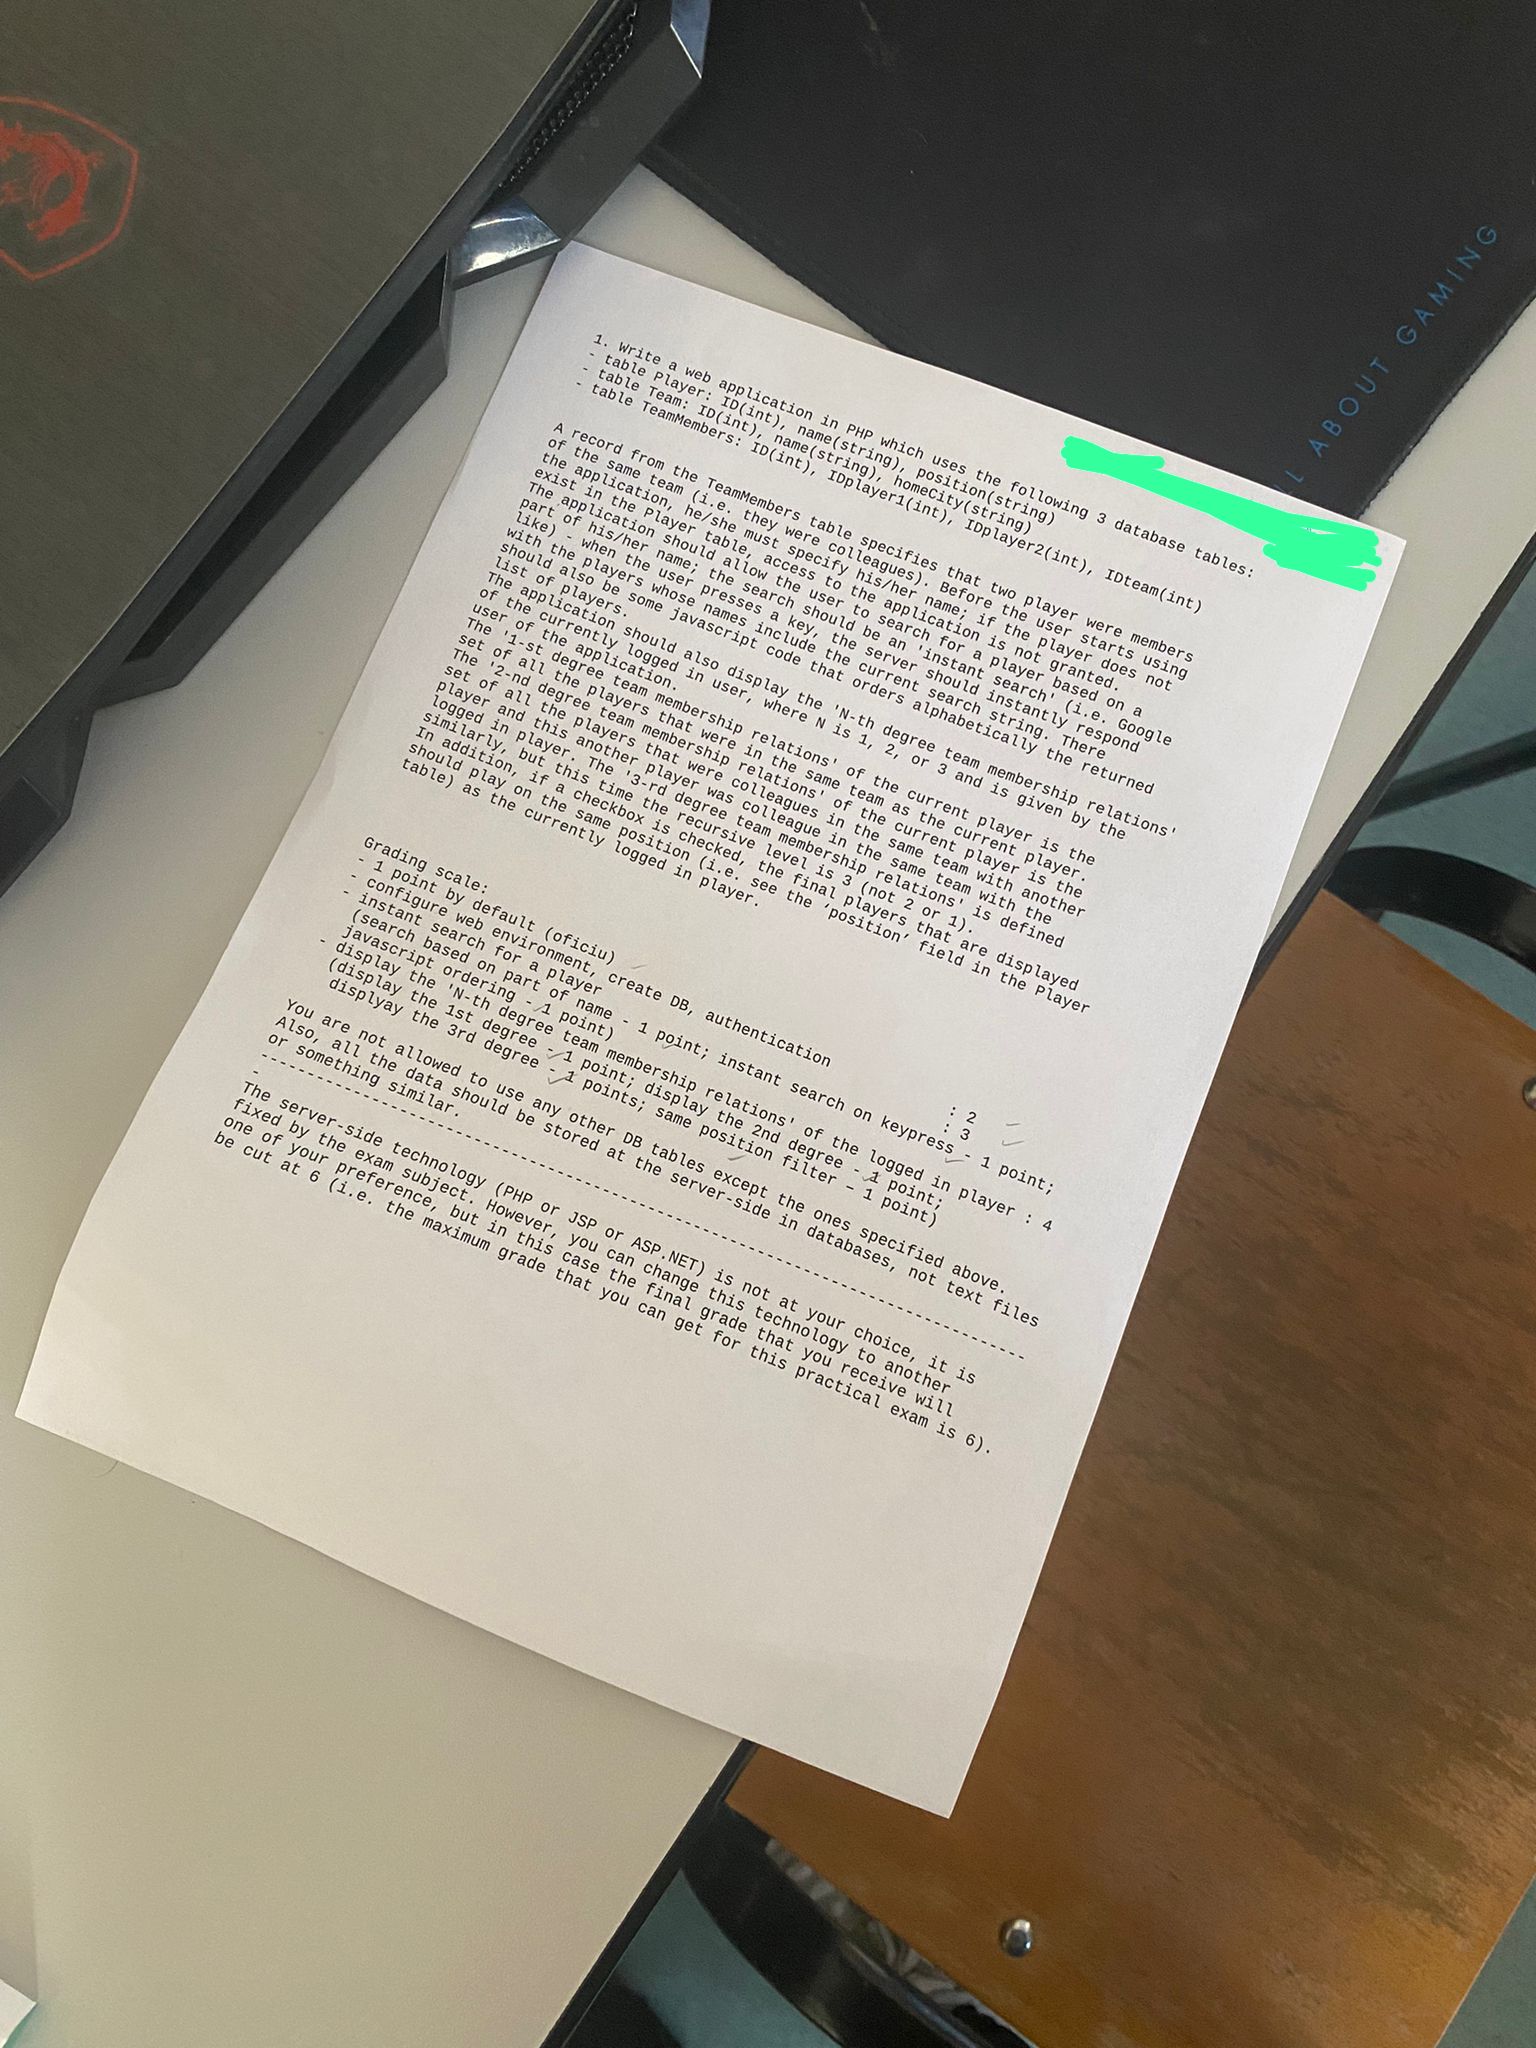 1. Write a web application in PHP which uses the following 3 database tables:
- table Player: ID(int), name(string), position(string)
- table Team: ID(int), name(string), homeCity(string)
- table TeamMembers: ID(int), IDplayer1(int), IDplayer2(int), IDteam(int)
A record from the TeamMembers table specifies that two player were members
of the same team (i.e. they were colleagues). Before the user starts using
the application, he/she must specify his/her name; if the player does not
exist in the Player table, access to the application is not granted.
The application should allow the user to search for a player based on a
part of his/her name; the search should be an 'instant search' (i.e. Google
like) - when the user presses a key, the server should instantly respond
with the players whose names include the current search string. There
should also be some javascript code that orders alphabetically the returned
list of players.
The application should also display the 'N-th degree team membership relations'
of the currently logged in user, where N is 1, 2, or 3 and is given by the
user of the application.
The '1-st degree team membership relations' of the current player is the
set of all the players that were in the same team as the current player.
The '2-nd degree team membership relations' of the current player is the
set of all the players that were colleagues in the same team with another
player and this another player was colleague in the same team with the
logged in player. The '3-rd degree team membership relations' is defined
similarly, but this time the recursive level is 3 (not 2 or 1).
In addition, if a checkbox is checked, the final players that are displayed
should play on the same position (i.e. see the 'position' field in the Player
table) as the currently logged in player.
Grading scale:
- 1 point by default (oficiu)
- configure web environment, create DB, authentication : 2
- instant search for a player : 3
(search based on part of name - 1 point; instant search on keypress - 1 point;
javascript ordering - 1 point)
- display the 'N-th degree team membership relations' of the logged in player : 4
(display the 1st degree - 1 point; display the 2nd degree - 1 point;
displyay the 3rd degree - 1 points; same position filter - 1 point)
You are not allowed to use any other DB tables except the ones specified above.
Also, all the data should be stored at the server-side in databases, not text files
or something similar.
--------------------------------------------------------------------------------
-
The server-side technology (PHP or JSP or ASP.NET) is not at your choice, it is
fixed by the exam subject. However, you can change this technology to another
one of your preference, but in this case the final grade that you receive will
be cut at 6 (i.e. the maximum grade that you can get for this practical exam is 6).
ABOUT GAMING